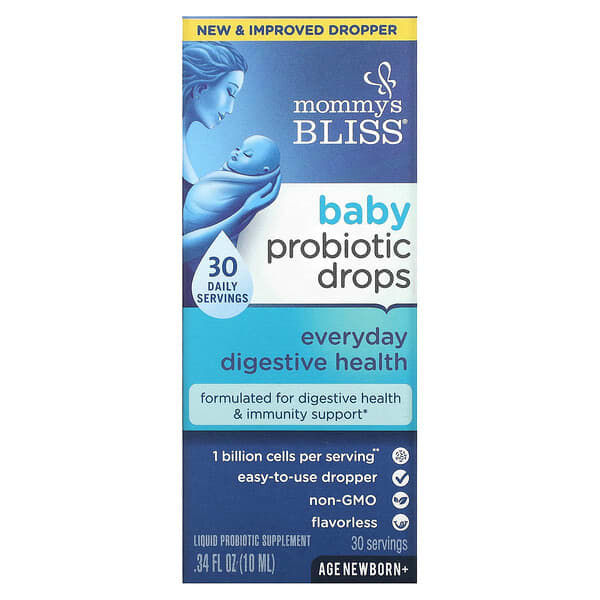 NEW & IMPROVED DROPPER
mommy's
BLISS®
baby
probiotic
drops
30
DAILY
SERVINGS
everyday
digestive health
formulated for digestive health
& immunity support*
1 billion cells per serving**
easy-to-use dropper
non-GMO
flavorless
LIQUID PROBIOTIC SUPPLEMENT
30 servings
.34 FL OZ (10 ML)
AGE NEWBORN+